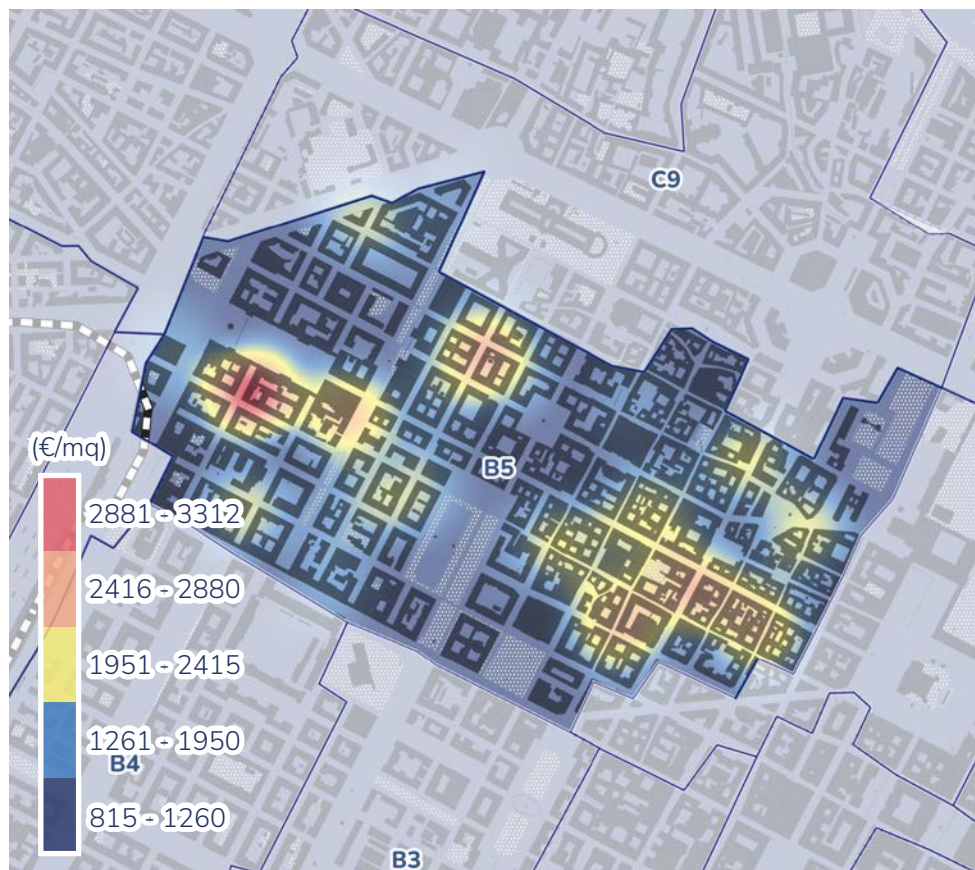 C9
(€/mq)
B5
2881 - 3312
2416 - 2880
1951 - 2415
1261 - 1950
B4
815 - 1260
B3